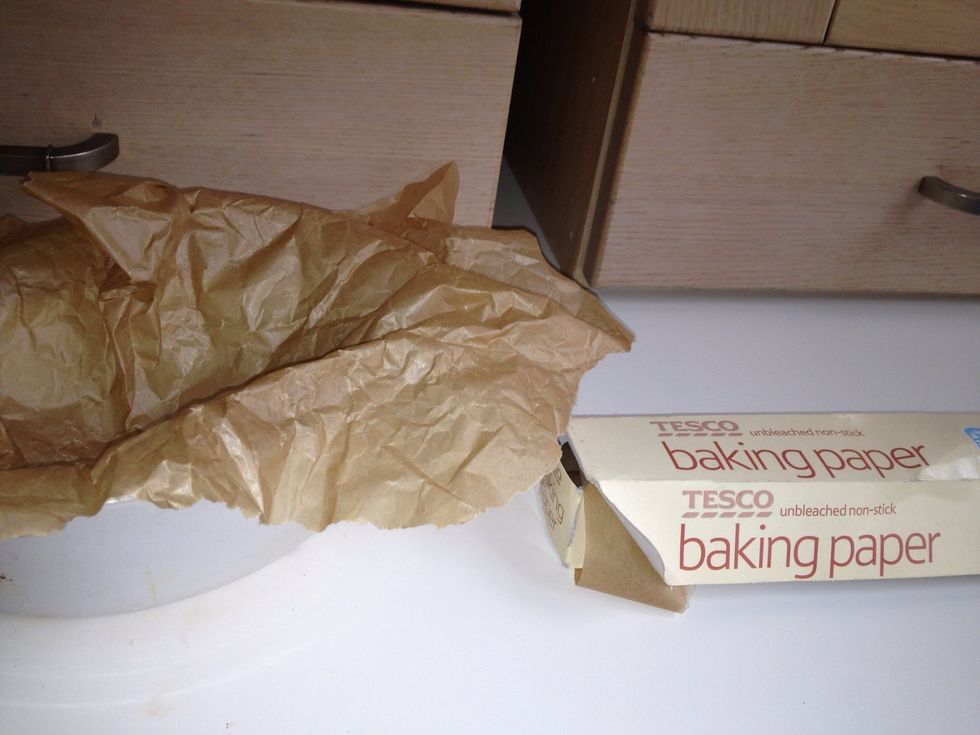 TESCO unbleached non-stick
baking paper
TESCO unbleached non-stick
baking paper